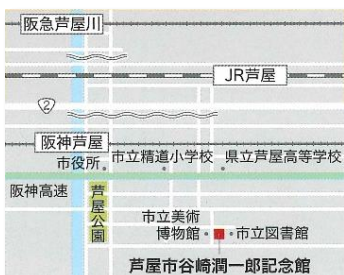 阪急芦屋川
JR芦屋
2
阪神芦屋
市役所 市立精道小学校 県立芦屋高等学校
阪神高速
芦屋公園
市立美術
博物館 市立図書館
芦屋市谷崎潤一郎記念館